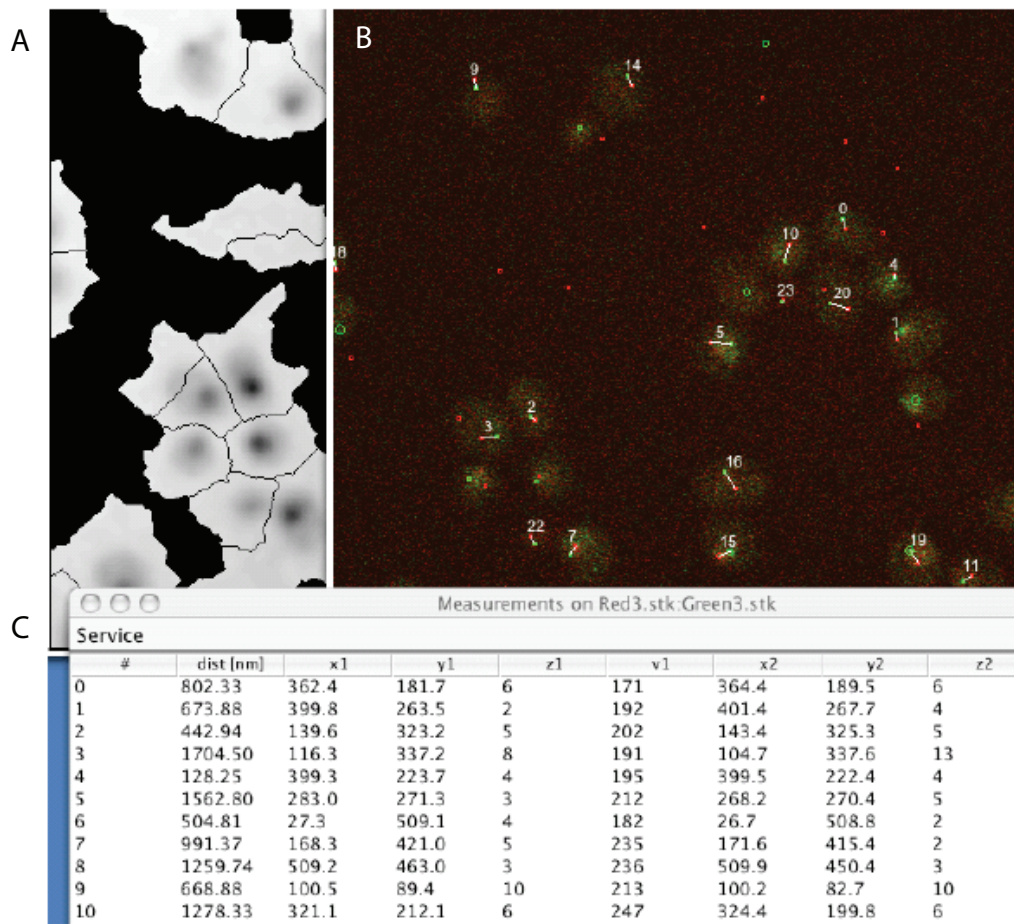 A
B
9
14
0
10
4
18
23
20
1
5
2
3
16
22
7
15
19
11
C
Measurements on Red3.stk:Green3.stk
Service
# dist [nm] x1 y1 z1 v1 x2 y2 z2
0 802.33 362.4 181.7 6 171 364.4 189.5 6
1 673.88 399.8 263.5 2 192 401.4 267.7 4
2 442.94 139.6 323.2 5 202 143.4 325.3 5
3 1704.50 116.3 337.2 8 191 104.7 337.6 13
4 128.25 399.3 223.7 4 195 399.5 222.4 4
5 1562.80 283.0 271.3 3 212 268.2 270.4 5
6 504.81 27.3 509.1 4 182 26.7 508.8 2
7 991.37 168.3 421.0 5 235 171.6 415.4 2
8 1259.74 509.2 463.0 3 236 509.9 450.4 3
9 668.88 100.5 89.4 10 213 100.2 82.7 10
10 1278.33 321.1 212.1 6 247 324.4 199.8 6